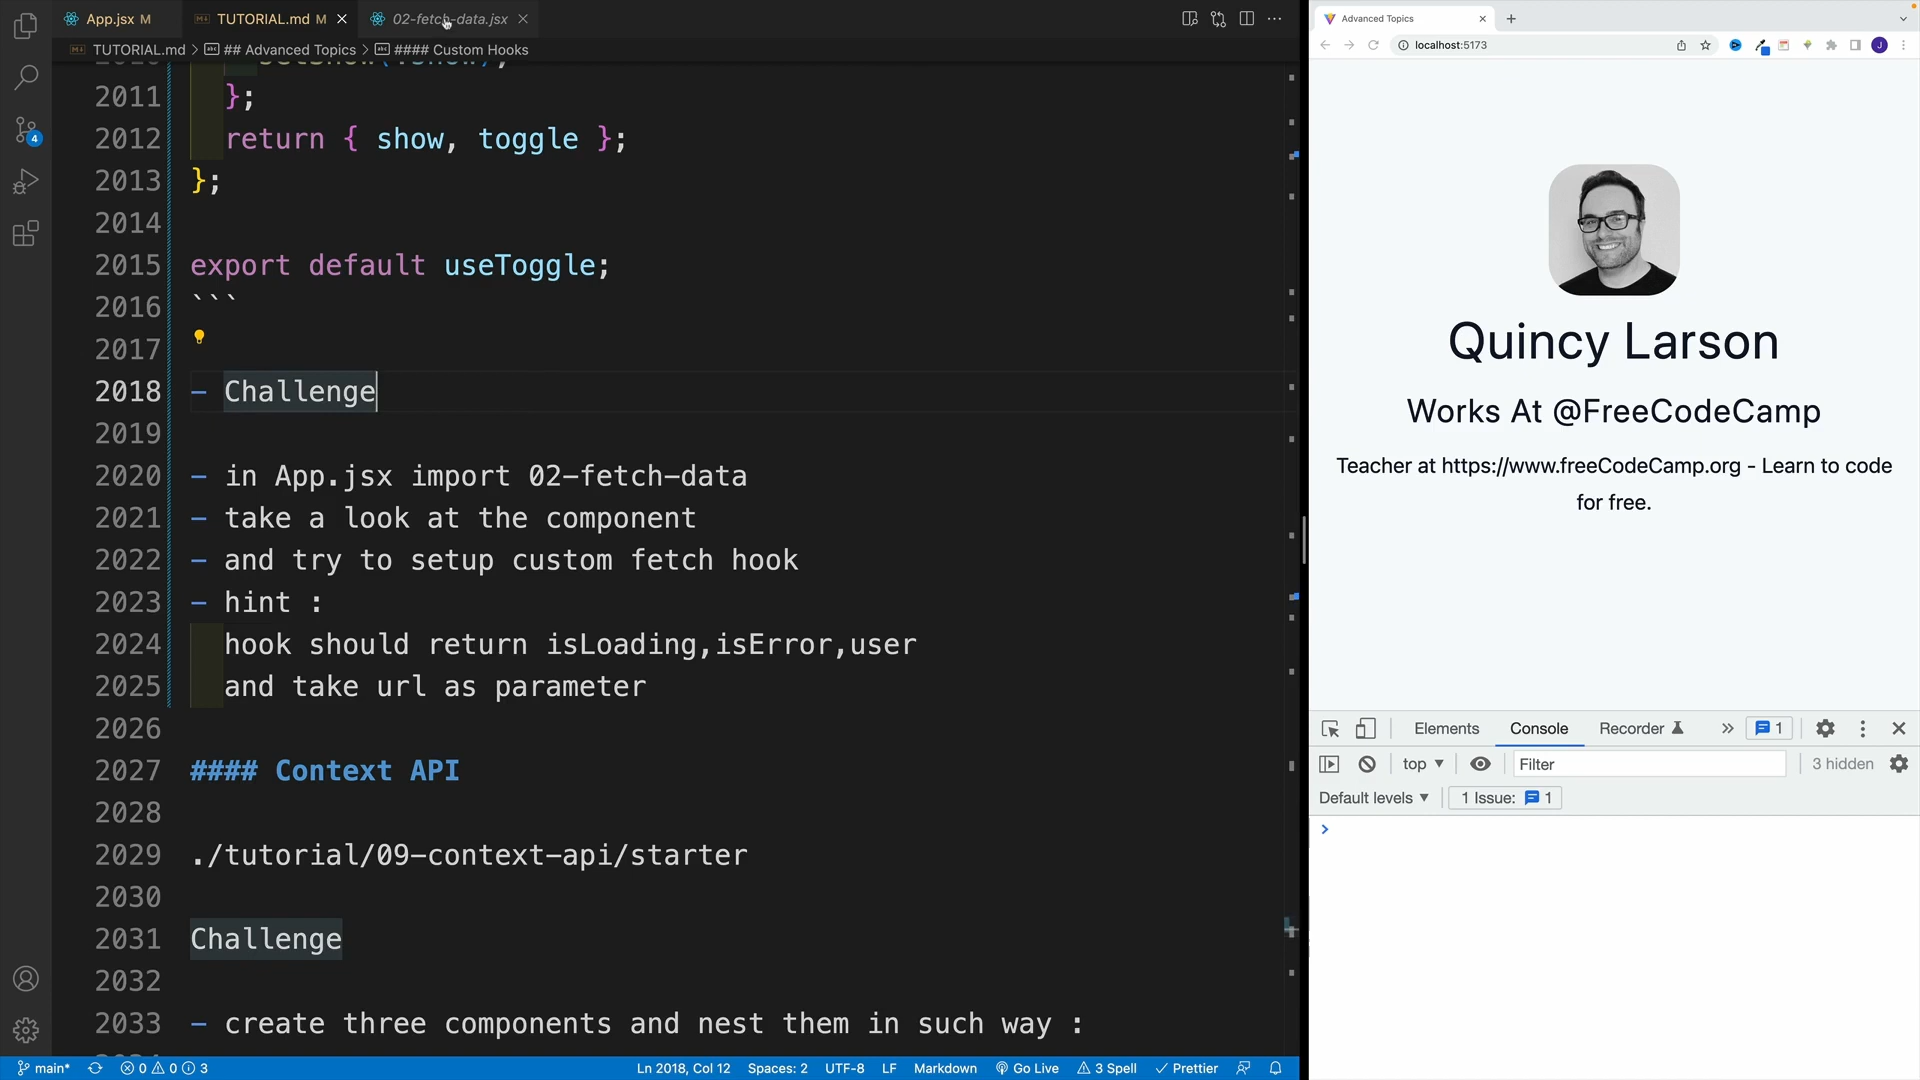 App.jsx M
TUTORIAL.md M
02-fetch-data.jsx
TUTORIAL.md > ## Advanced Topics > #### Custom Hooks
2011 };
2012 return { show, toggle };
2013 };
2014
2015 export default useToggle;
2016 ```
2017
2018 - Challenge
2019
2020 - in App.jsx import 02-fetch-data
2021 - take a look at the component
2022 - and try to setup custom fetch hook
2023 - hint :
2024 hook should return isLoading,isError,user
2025 and take url as parameter
2026
2027 #### Context API
2028
2029 ./tutorial/09-context-api/starter
2030
2031 Challenge
2032
2033 - create three components and nest them in such way :
4
main* 0 0 3
Ln 2018, Col 12 Spaces: 2 UTF-8 LF Markdown Go Live 3 Spell Prettier
Advanced Topics
localhost:5173
J
Quincy Larson
Works At @FreeCodeCamp
Teacher at https://www.freeCodeCamp.org - Learn to code
for free.
Elements Console Recorder 1
top Filter 3 hidden
Default levels 1 Issue: 1